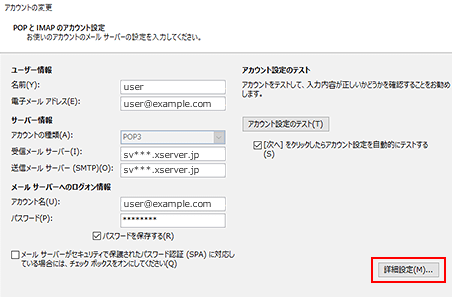 アカウントの変更
POP と IMAP のアカウント設定
お使いのアカウントのメール サーバーの設定を入力してください。
ユーザー情報
名前(Y):
user
電子メール アドレス(E):
user@example.com
サーバー情報
アカウントの種類(A):
POP3
受信メール サーバー(I):
sv***.xserver.jp
送信メール サーバー (SMTP)(O):
sv***.xserver.jp
メール サーバーへのログオン情報
アカウント名(U):
user@example.com
パスワード(P):
********
パスワードを保存する(R)
メール サーバーがセキュリティで保護されたパスワード認証 (SPA) に対応
している場合には、チェック ボックスをオンにしてください(Q)
アカウント設定のテスト
アカウントをテストして、入力内容が正しいかどうかを確認することをお勧め
します。
アカウント設定のテスト(T)
[次へ] をクリックしたらアカウント設定を自動的にテストする
(S)
詳細設定(M)...